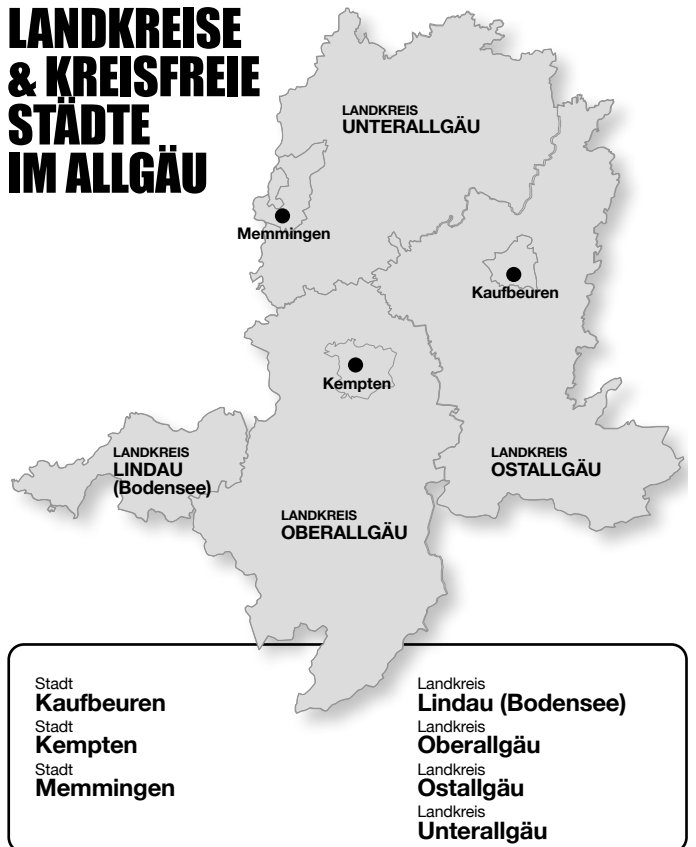 LANDKREISE
& KREISFREIE
STÄDTE
IM ALLGÄU
LANDKREIS
UNTERALLGÄU
Memmingen
Kaufbeuren
Kempten
LANDKREIS
LINDAU
(Bodensee)
LANDKREIS
OSTALLGÄU
LANDKREIS
OBERALLGÄU
Stadt
Kaufbeuren
Stadt
Kempten
Stadt
Memmingen
Landkreis
Lindau (Bodensee)
Landkreis
Oberallgäu
Landkreis
Ostallgäu
Landkreis
Unterallgäu